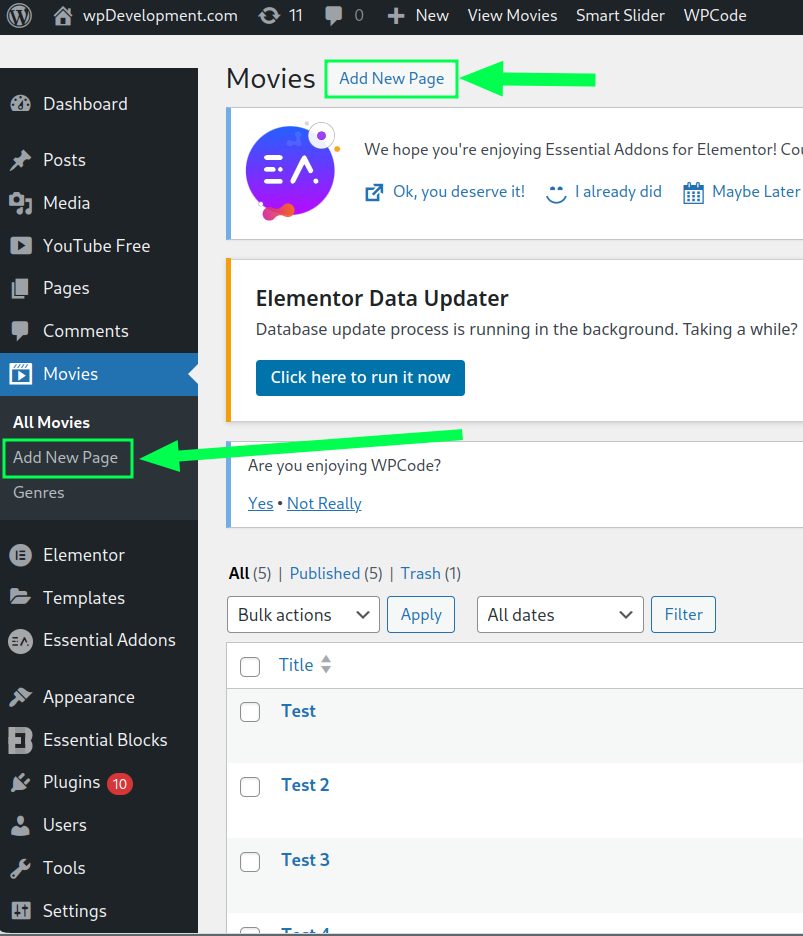 wpDevelopment.com 11 0 New View Movies Smart Slider WPCode
Dashboard
Posts
Media
YouTube Free
Pages
Comments
Movies
All Movies
Add New Page
Genres
Elementor
Templates
Essential Addons
Appearance
Essential Blocks
Plugins 10
Users
Tools
Settings
Movies Add New Page
We hope you're enjoying Essential Addons for Elementor! Cou
Ok, you deserve it! I already did Maybe Later
Elementor Data Updater
Database update process is running in the background. Taking a while?
Click here to run it now
Are you enjoying WPCode?
Yes • Not Really
All (5) | Published (5) | Trash (1)
Bulk actions Apply All dates Filter
Title
Test
Test 2
Test 3
Test 4